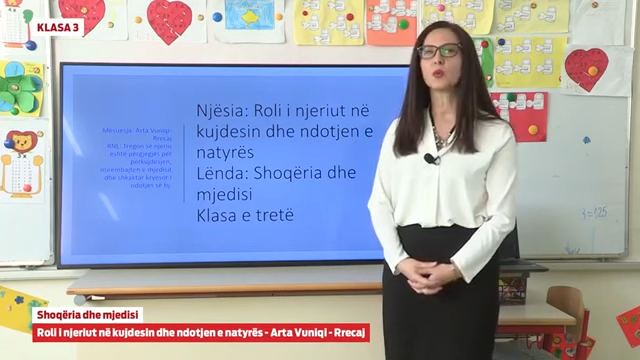 KLASA 3
Mësuesja: Arta Vuniqi-
Rrecaj
Njësia: Roli i njeriut në
kujdesin dhe ndotjen e
natyrës
Lënda: Shoqëria dhe
mjedisi
Klasa e tretë
Shoqëria dhe mjedisi
Roli i njeriut në kujdesin dhe ndotjen e natyrës - Arta Vuniqi - Rrecaj